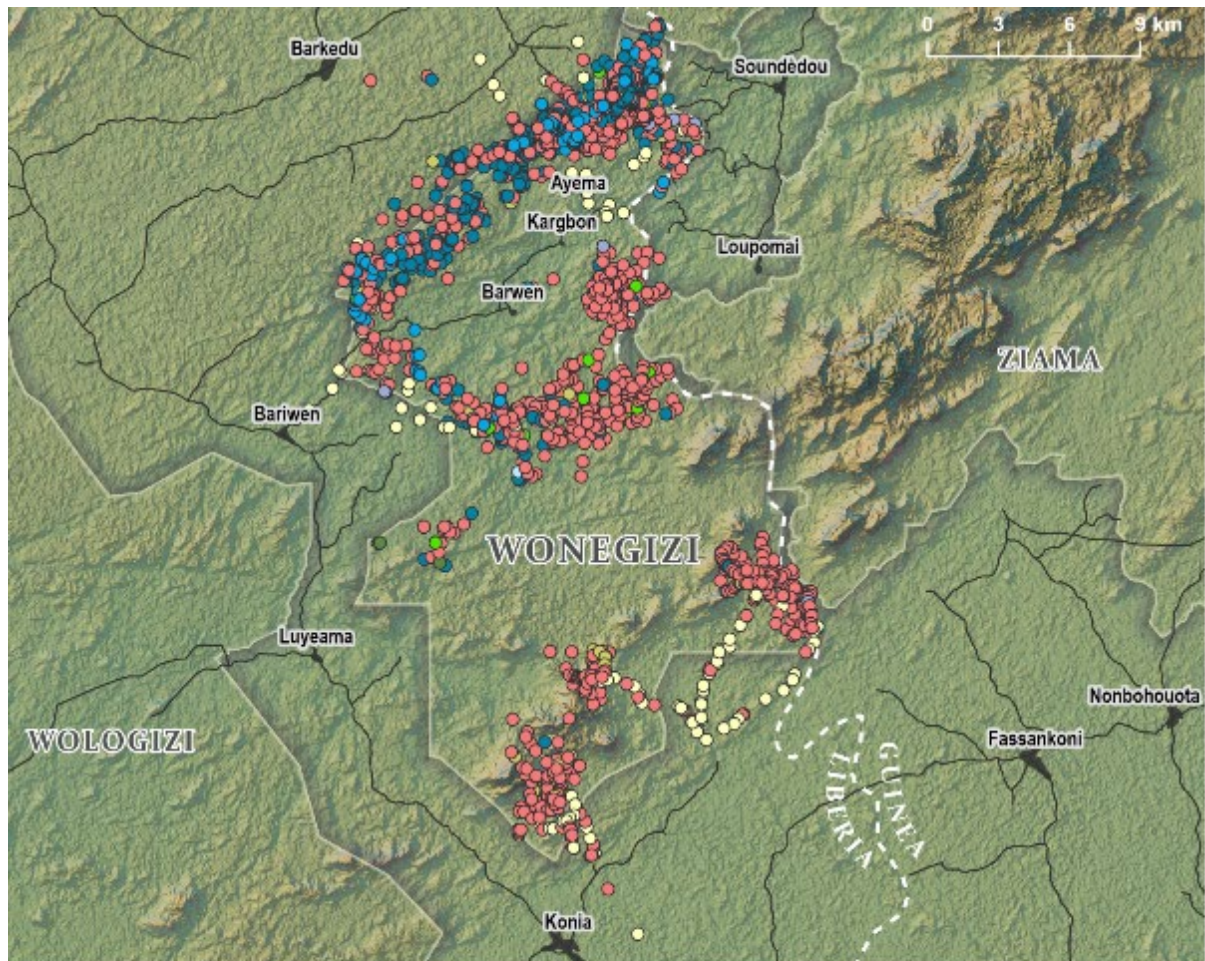 0 3 6 9 km
Barkedu
Soundèdou
Ayema
Kargbon
Loupomai
Barwen
ZIAMA
Bariwen
WONEGIZI
Luyeama
Nonbohouota
WOLOGIZI
Fassankoni
GUINEA
LIBERIA
Konia